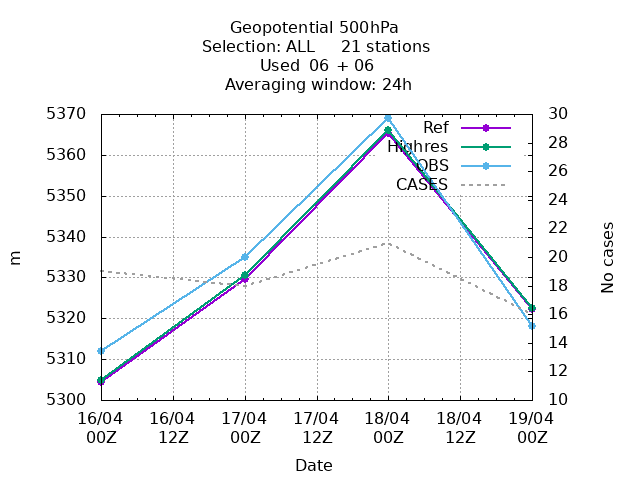 Geopotential 500hPa
Selection: ALL 21 stations
Used 06 + 06
Averaging window: 24h
5370
5360
5350
5340
5330
5320
5310
5300
m
30
28
26
24
22
20
18
16
14
12
10
No cases
Ref
Highres
OBS
CASES
16/04 16/04 17/04 17/04 18/04 18/04 19/04
00Z 12Z 00Z 12Z 00Z 12Z 00Z
Date